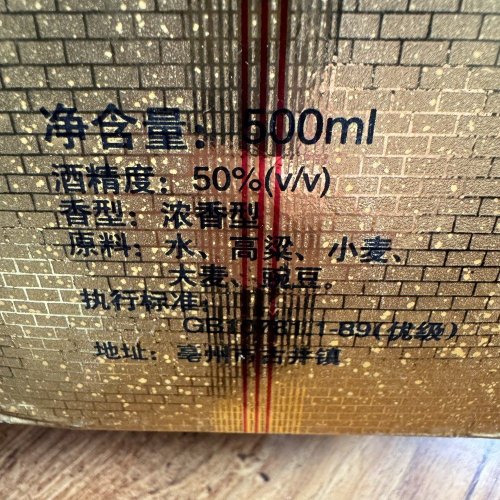 净含量：500ml
酒精度：50%(v/v)
香型：浓香型
原料：水、高粱、小麦、
大麦、豌豆。
执行标准：
GB10781.1-89(优级)
地址：亳州市古井镇